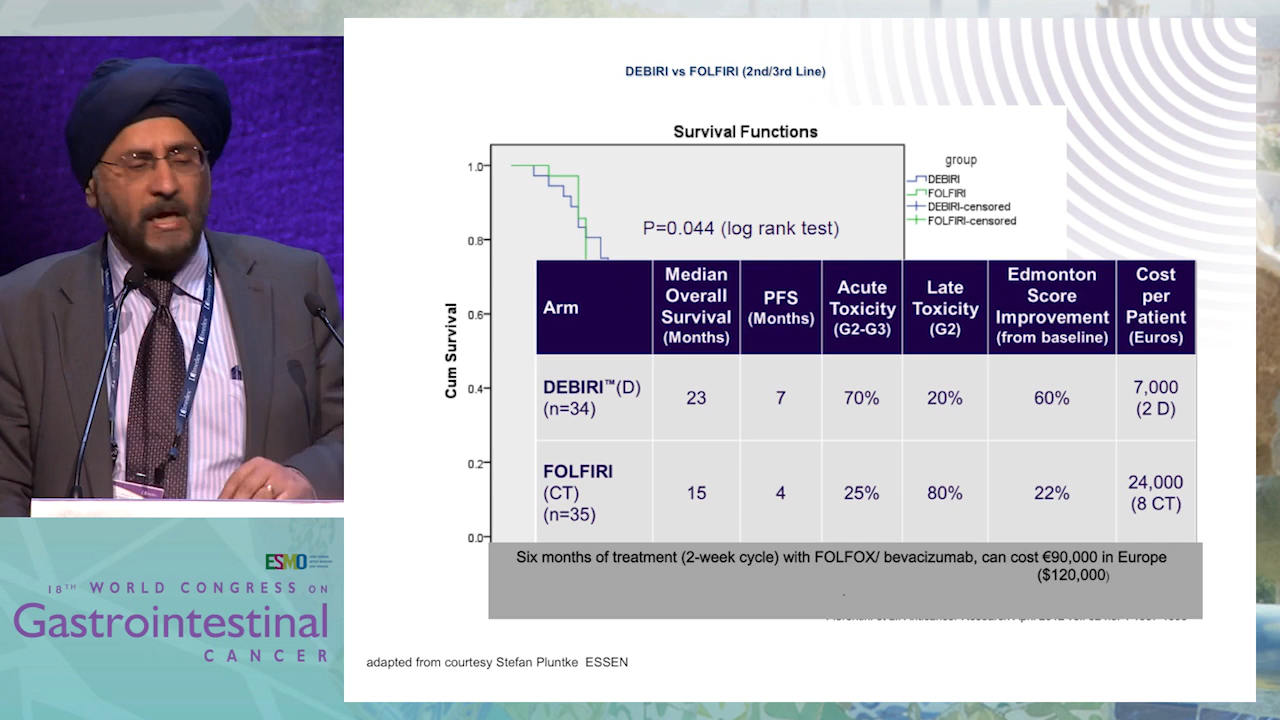 DEBIRI vs FOLFIRI (2nd/3rd Line)
Survival Functions
group
DEBIRI
FOLFIRI
DEBIRI-censored
FOLFIRI-censored
P=0.044 (log rank test)
Cum Survival
1.0
0.8
0.6
0.4
0.2
0.0
Arm
Median Overall Survival (Months)
PFS (Months)
Acute Toxicity (G2-G3)
Late Toxicity (G2)
Edmonton Score Improvement (from baseline)
Cost per Patient (Euros)
DEBIRI™(D) (n=34)
23
7
70%
20%
60%
7,000 (2 D)
FOLFIRI (CT) (n=35)
15
4
25%
80%
22%
24,000 (8 CT)
Six months of treatment (2-week cycle) with FOLFOX/ bevacizumab, can cost €90,000 in Europe
($120,000)
adapted from courtesy Stefan Pluntke ESSEN
ESMO
18TH WORLD CONGRESS ON
Gastrointestinal
CANCER